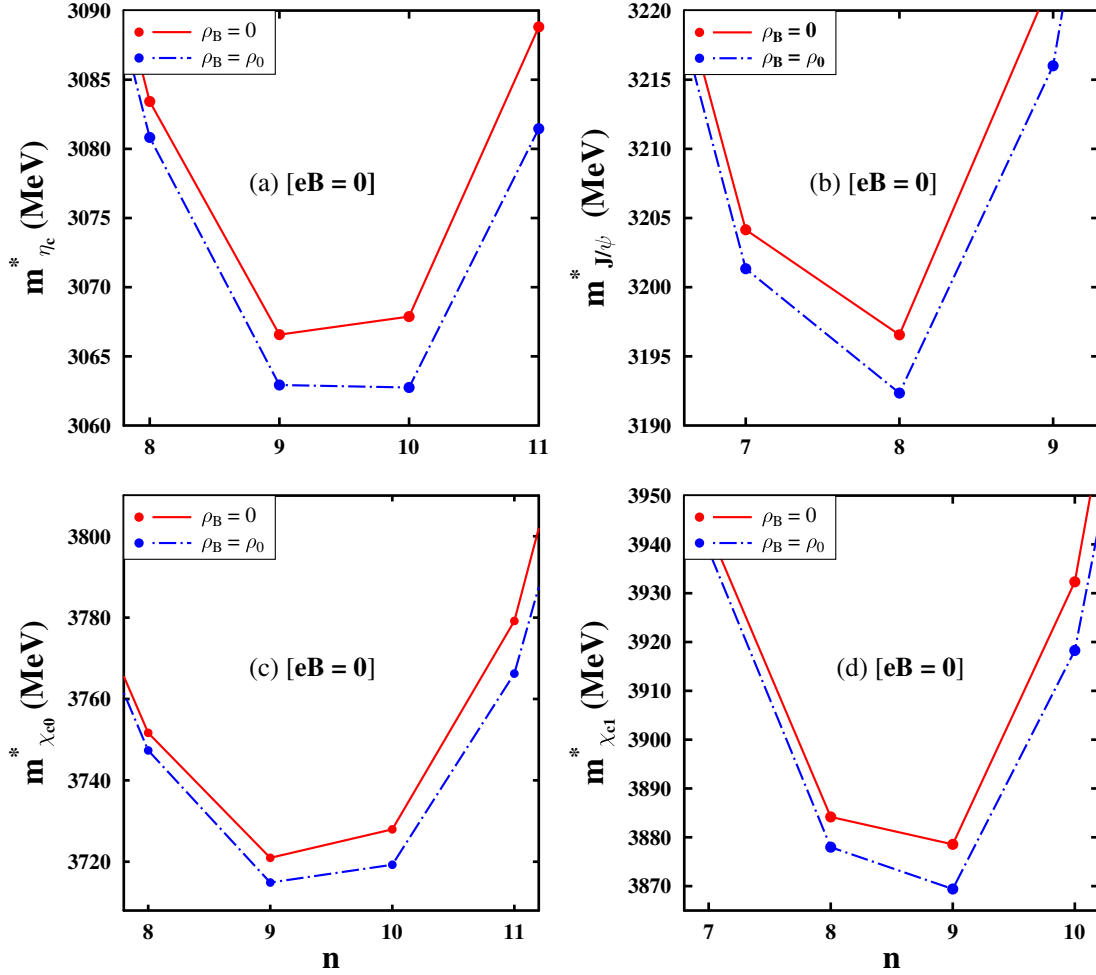 3090
3085
3080
3075
3070
3065
3060
m*ηc (MeV)
ρB = 0
ρB = ρ0
(a) [eB = 0]
8 9 10 11
3220
3215
3210
3205
3200
3195
3190
m*J/ψ (MeV)
ρB = 0
ρB = ρ0
(b) [eB = 0]
7 8 9
3800
3780
3760
3740
3720
m*χc0 (MeV)
ρB = 0
ρB = ρ0
(c) [eB = 0]
8 9 10 11
n
3950
3940
3930
3920
3910
3900
3890
3880
3870
m*χc1 (MeV)
ρB = 0
ρB = ρ0
(d) [eB = 0]
7 8 9 10
n